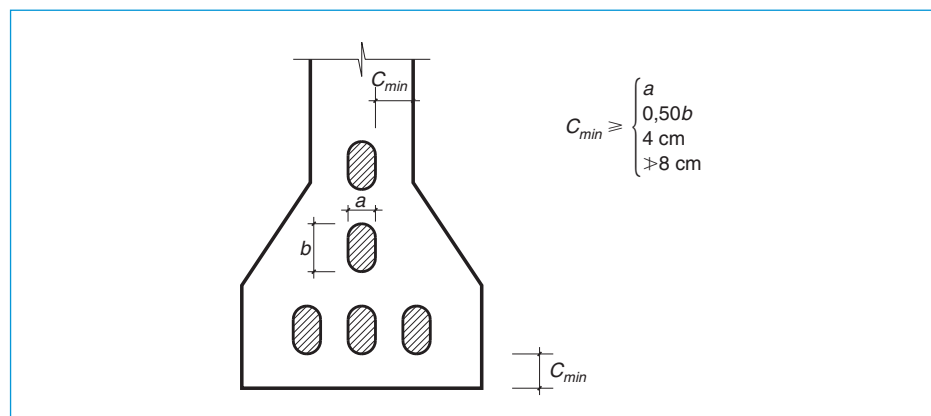 C_min
C_min ≥ { a
0,50b
4 cm
≯8 cm
a
b
C_min